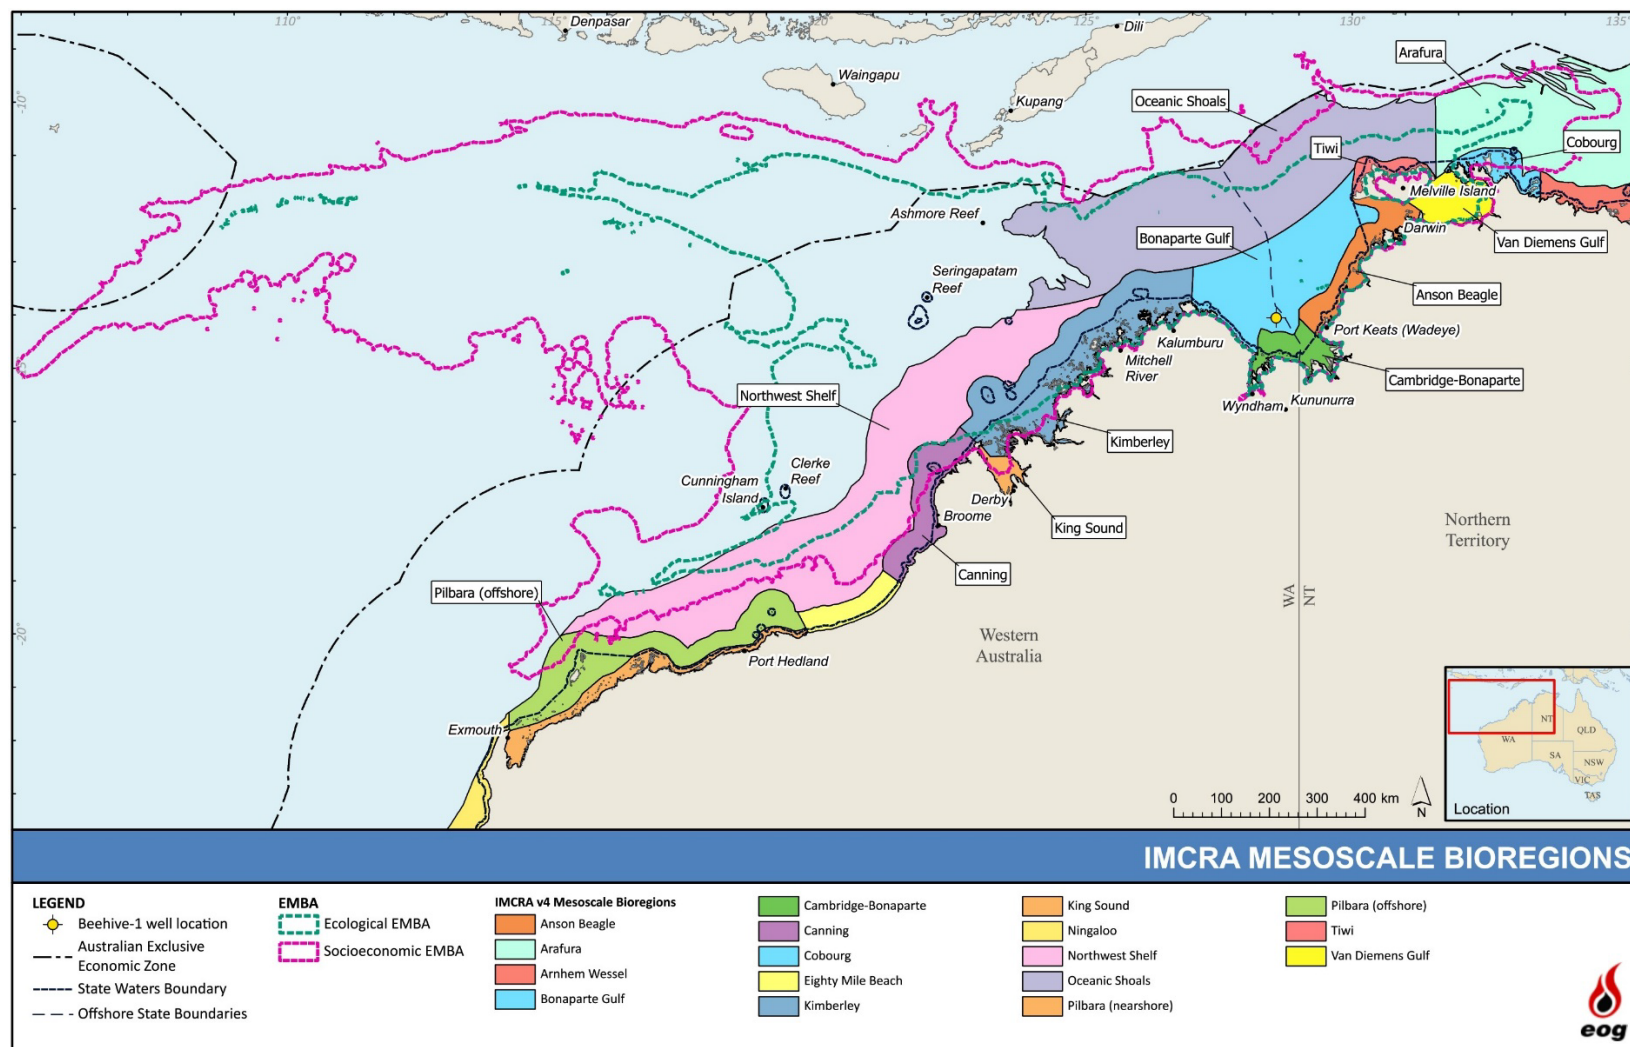 110°
115°
120°
125°
130°
135°
Denpasar
Dili
Waingapu
Kupang
Arafura
10°
Oceanic Shoals
Tiwi
Cobourg
Melville Island
Ashmore Reef
Darwin
Bonaparte Gulf
Van Diemens Gulf
Seringapatam
Reef
Anson Beagle
Port Keats (Wadeye)
Kalumburu
Mitchell
River
Cambridge-Bonaparte
Northwest Shelf
Wyndham
Kununurra
Kimberley
Clerke
Reef
Cunningham
Island
Derby
Broome
King Sound
Northern
Territory
Canning
Pilbara (offshore)
WA
NT
20°
Western
Australia
Port Hedland
Exmouth
0 100 200 300 400 km
N
NT
QLD
WA
SA
NSW
VIC
TAS
Location
IMCRA MESOSCALE BIOREGIONS
LEGEND
Beehive-1 well location
Australian Exclusive
Economic Zone
State Waters Boundary
Offshore State Boundaries
EMBA
Ecological EMBA
Socioeconomic EMBA
IMCRA v4 Mesoscale Bioregions
Anson Beagle
Arafura
Arnhem Wessel
Bonaparte Gulf
Cambridge-Bonaparte
Canning
Cobourg
Eighty Mile Beach
Kimberley
King Sound
Ningaloo
Northwest Shelf
Oceanic Shoals
Pilbara (nearshore)
Pilbara (offshore)
Tiwi
Van Diemens Gulf
eog